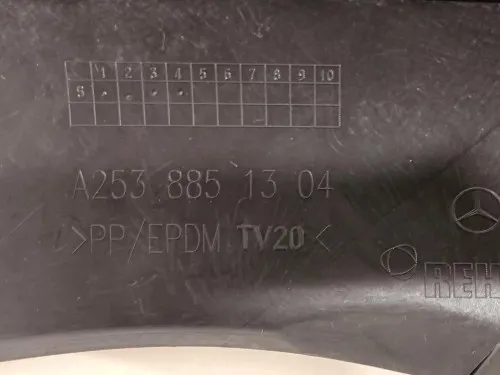 1 2 3 4 5 6 7 8 9 10
S • • • •
A253 885 13 04
>PP/EPDM TV20<
REH